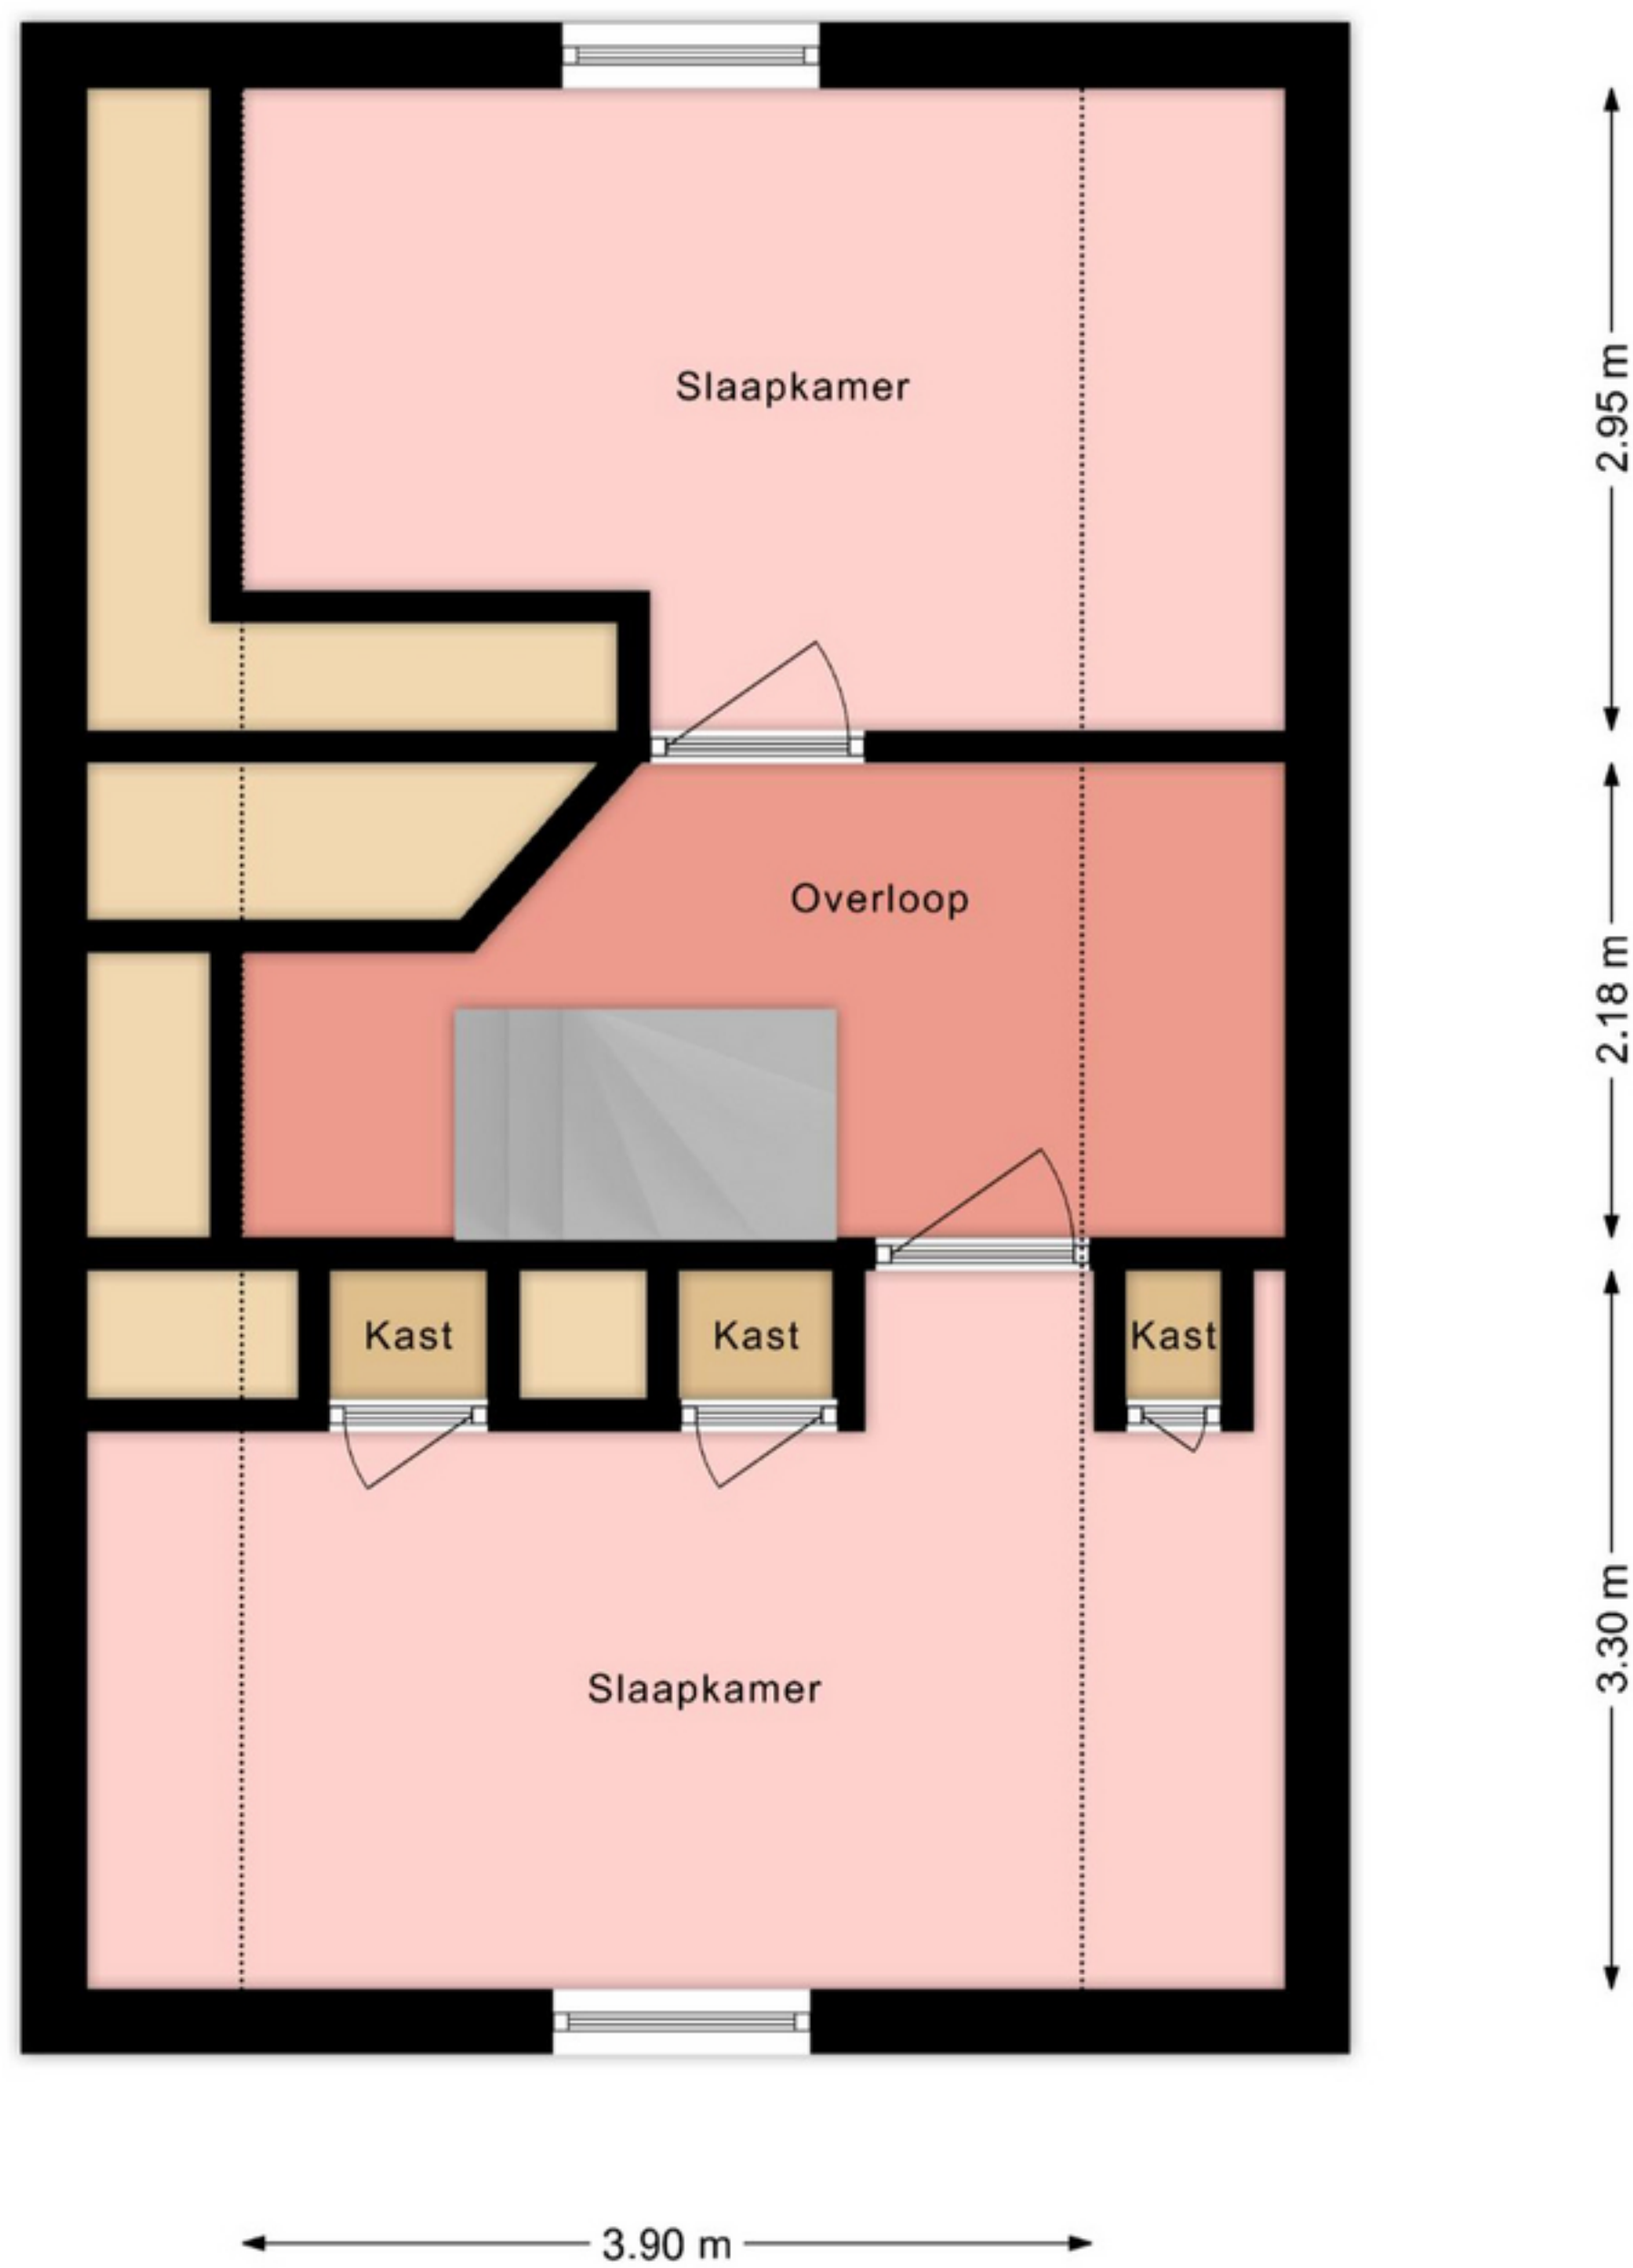 Slaapkamer
2.95 m
Overloop
2.18 m
Kast
Kast
Kast
3.30 m
Slaapkamer
3.90 m